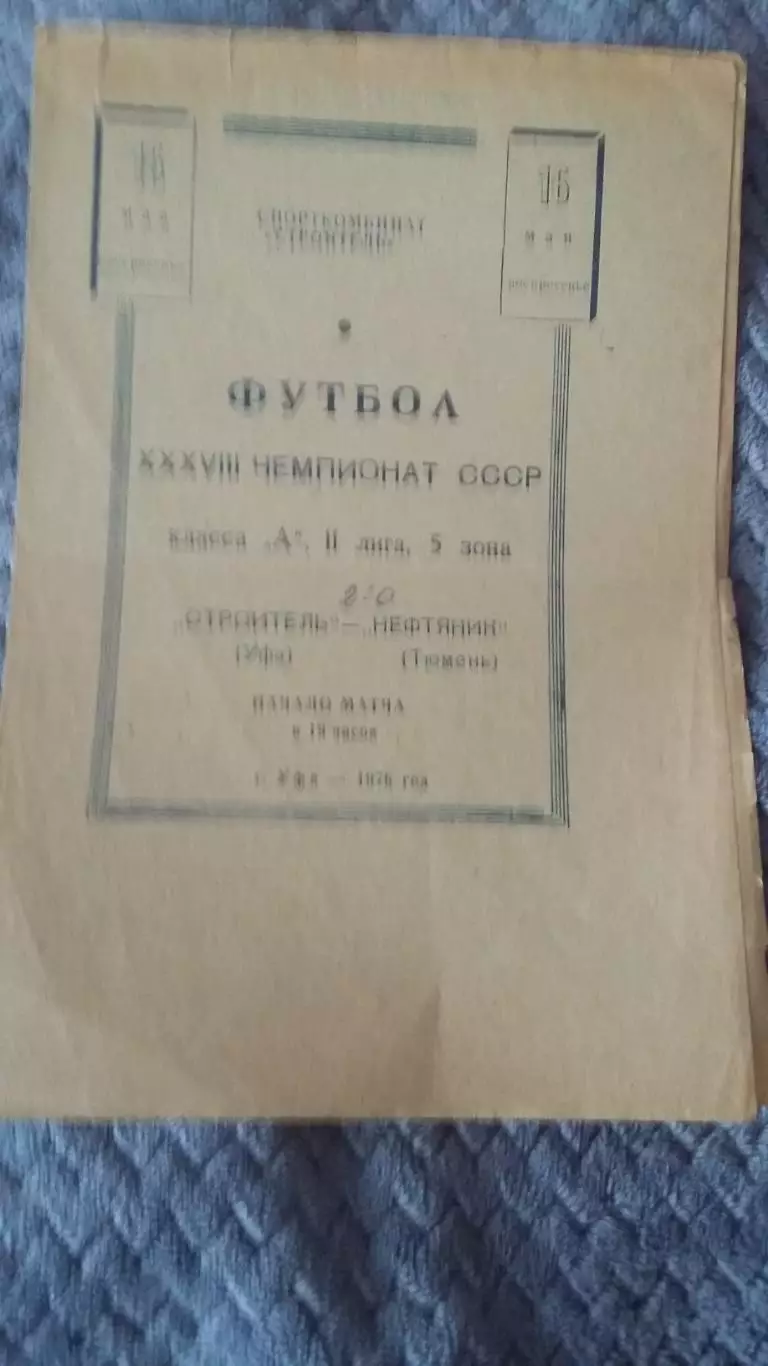 16
мая
воскресенье
СПОРТКОМБИНАТ
„СТРОИТЕЛЬ“
16
мая
воскресенье
ФУТБОЛ
XXXVIII ЧЕМПИОНАТ СССР
класса „А“, II лига, 5 зона
2:0
„СТРОИТЕЛЬ“—„НЕФТЯНИК“
(Уфа) (Тюмень)
НАЧАЛО МАТЧА
в 18 часов
г. Уфа — 1976 год